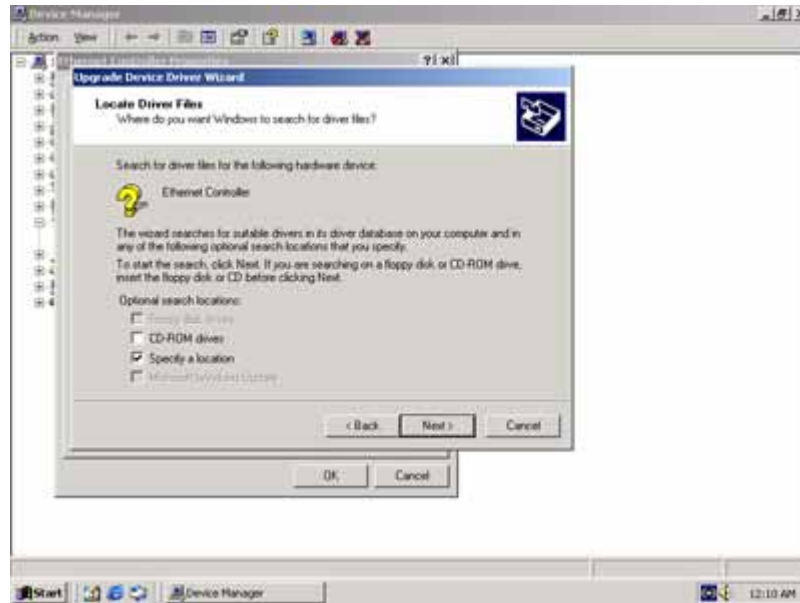 Device Manager
Action View
Ethernet Controller Properties
Upgrade Device Driver Wizard
Locate Driver Files
Where do you want Windows to search for driver files?
Search for driver files for the following hardware device:
Ethernet Controller
The wizard searches for suitable drivers in its driver database on your computer and in
any of the following optional search locations that you specify.
To start the search, click Next. If you are searching on a floppy disk or CD-ROM drive,
insert the floppy disk or CD before clicking Next.
Optional search locations:
Floppy disk drives
CD-ROM drives
Specify a location
Microsoft Windows Update
< Back Next > Cancel
OK Cancel
Start Device Manager 12:10 AM